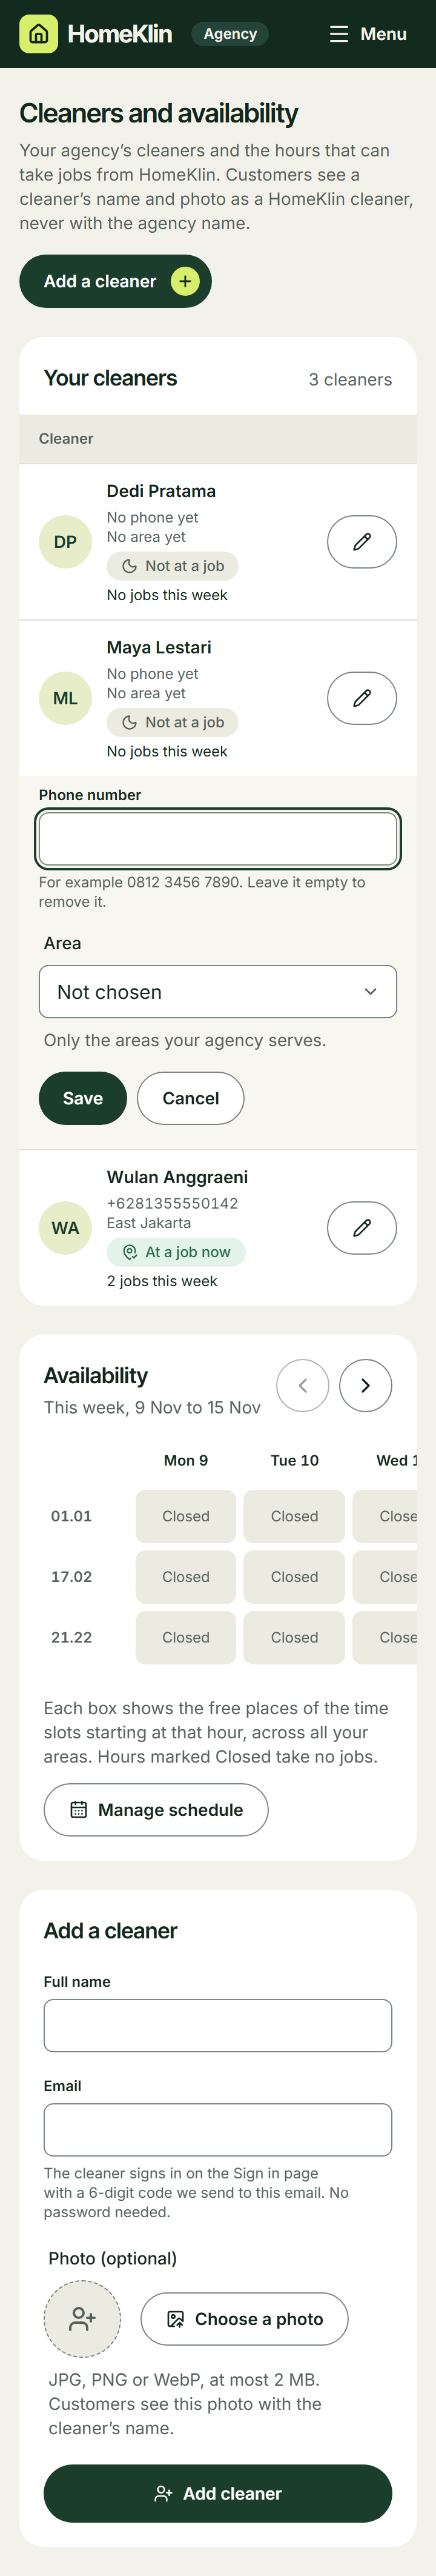 HomeKlin
Agency
Menu
Cleaners and availability
Your agency’s cleaners and the hours that can
take jobs from HomeKlin. Customers see a
cleaner’s name and photo as a HomeKlin cleaner,
never with the agency name.
Add a cleaner
Your cleaners
3 cleaners
Cleaner
DP
Dedi Pratama
No phone yet
No area yet
Not at a job
No jobs this week
ML
Maya Lestari
No phone yet
No area yet
Not at a job
No jobs this week
Phone number
For example 0812 3456 7890. Leave it empty to
remove it.
Area
Not chosen
Only the areas your agency serves.
Save
Cancel
WA
Wulan Anggraeni
+6281355550142
East Jakarta
At a job now
2 jobs this week
Availability
This week, 9 Nov to 15 Nov
Mon 9 Tue 10 Wed 1
01.01 Closed Closed Close
17.02 Closed Closed Close
21.22 Closed Closed Close
Each box shows the free places of the time
slots starting at that hour, across all your
areas. Hours marked Closed take no jobs.
Manage schedule
Add a cleaner
Full name
Email
The cleaner signs in on the Sign in page
with a 6-digit code we send to this email. No
password needed.
Photo (optional)
Choose a photo
JPG, PNG or WebP, at most 2 MB.
Customers see this photo with the
cleaner’s name.
Add cleaner